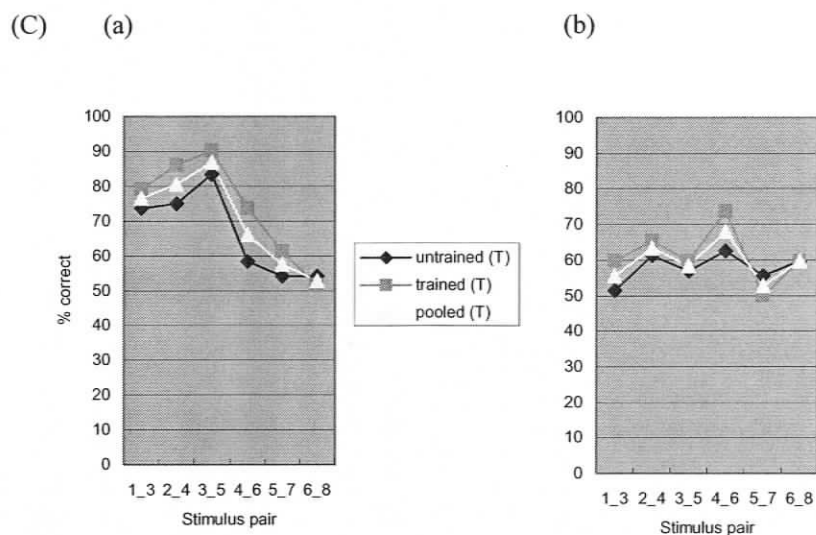 (C) (a) (b)
% correct
100
90
80
70
60
50
40
30
20
10
0
1_3 2_4 3_5 4_6 5_7 6_8
Stimulus pair
untrained (T)
trained (T)
pooled (T)
100
90
80
70
60
50
40
30
20
10
0
1_3 2_4 3_5 4_6 5_7 6_8
Stimulus pair